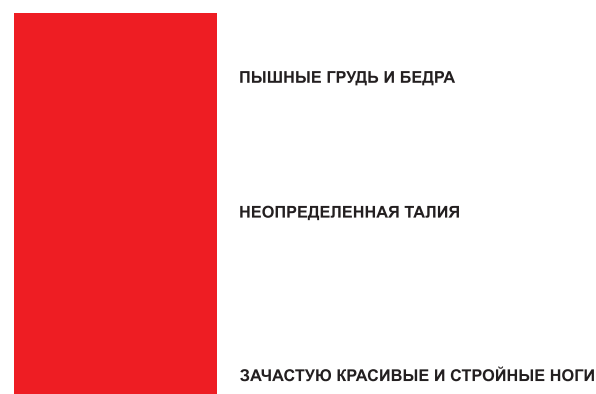 ПЫШНЫЕ ГРУДЬ И БЕДРА
НЕОПРЕДЕЛЕННАЯ ТАЛИЯ
ЗАЧАСТУЮ КРАСИВЫЕ И СТРОЙНЫЕ НОГИ